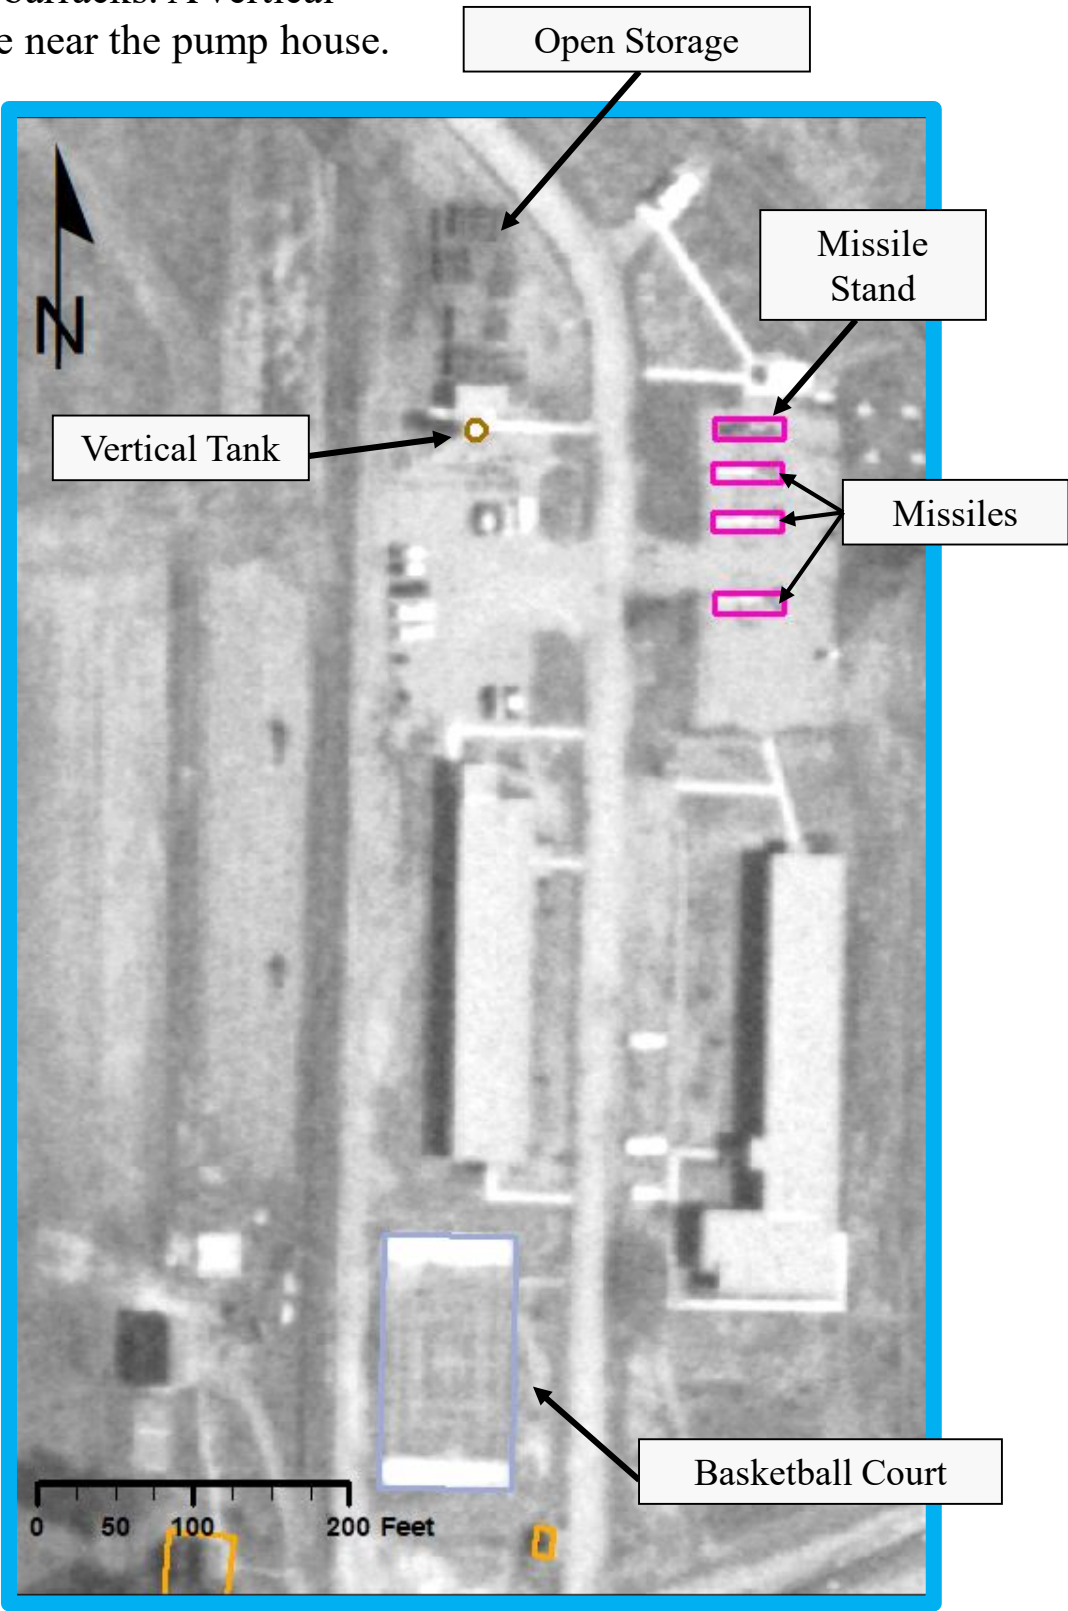 e near the pump house.
Open Storage
Missile
Stand
Vertical Tank
Missiles
Basketball Court
N
0 50 100 200 Feet